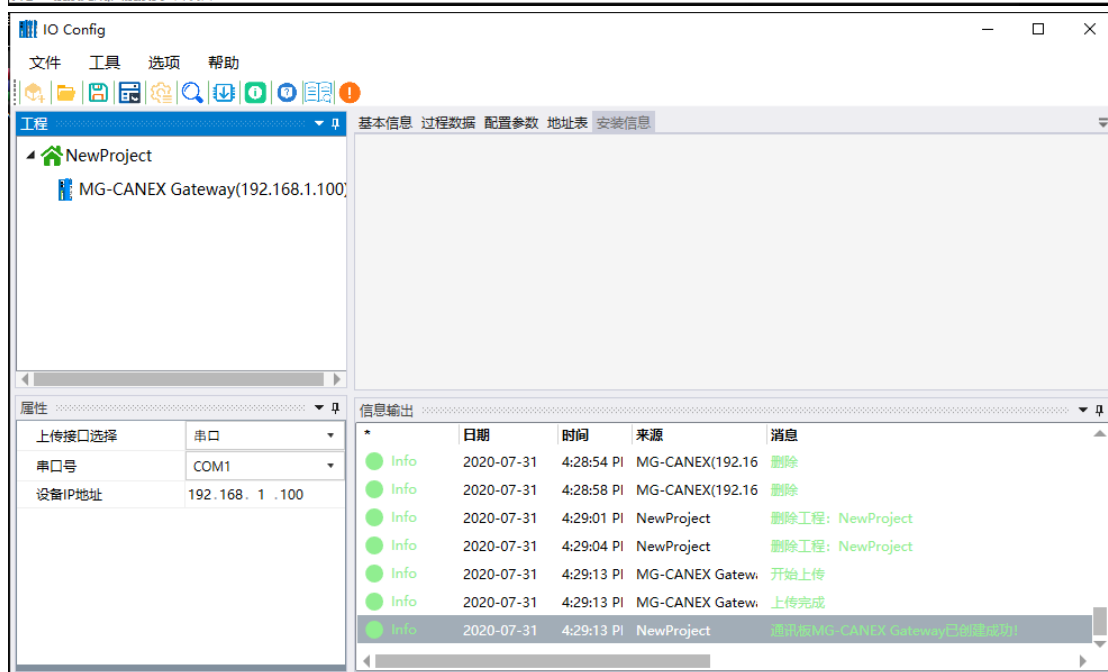 IO Config
文件 工具 选项 帮助
工程
NewProject
MG-CANEX Gateway(192.168.1.100)
基本信息 过程数据 配置参数 地址表 安装信息
属性
上传接口选择 串口
串口号 COM1
设备IP地址 192.168. 1 .100
信息输出
* 日期 时间 来源 消息
Info 2020-07-31 4:28:54 PI MG-CANEX(192.16 删除
Info 2020-07-31 4:28:58 PI MG-CANEX(192.16 删除
Info 2020-07-31 4:29:01 PI NewProject 删除工程：NewProject
Info 2020-07-31 4:29:04 PI NewProject 删除工程：NewProject
Info 2020-07-31 4:29:13 PI MG-CANEX Gatew 开始上传
Info 2020-07-31 4:29:13 PI MG-CANEX Gatew 上传完成
Info 2020-07-31 4:29:13 PI NewProject 通讯板MG-CANEX Gateway已创建成功!